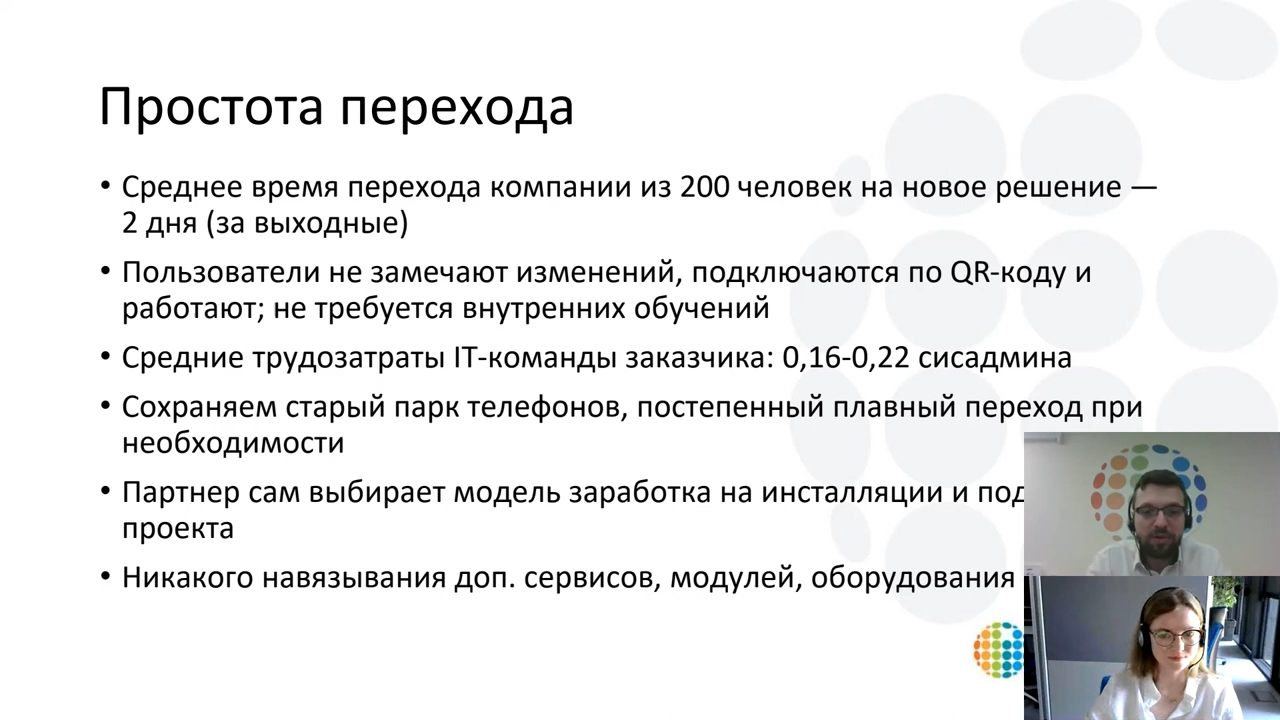 Простота перехода
• Среднее время перехода компании из 200 человек на новое решение —
2 дня (за выходные)
• Пользователи не замечают изменений, подключаются по QR-коду и
работают; не требуется внутренних обучений
• Средние трудозатраты IT-команды заказчика: 0,16-0,22 сисадмина
• Сохраняем старый парк телефонов, постепенный плавный переход при
необходимости
• Партнер сам выбирает модель заработка на инсталляции и
проекта
• Никакого навязывания доп. сервисов, модулей, оборудования